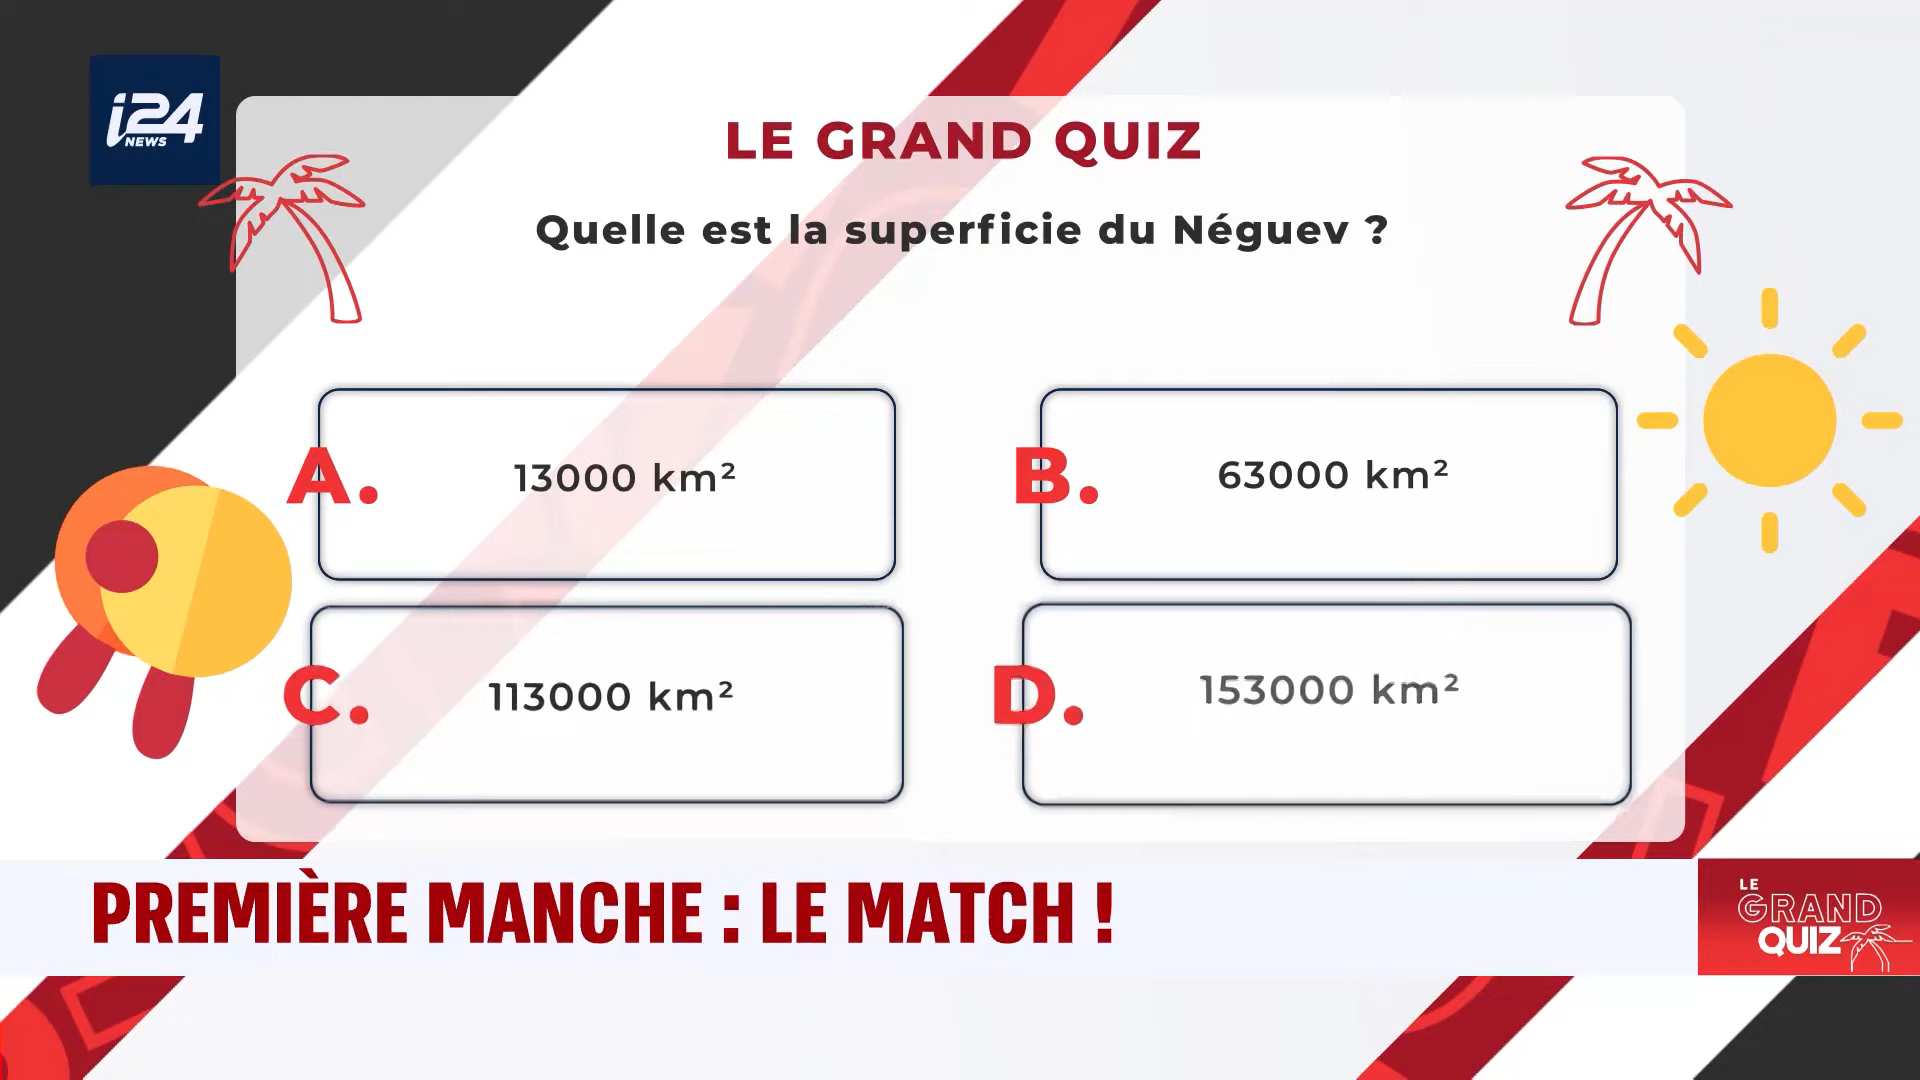 i24
NEWS
LE GRAND QUIZ
Quelle est la superficie du Néguev ?
A. 13000 km²
B. 63000 km²
C. 113000 km²
D. 153000 km²
PREMIÈRE MANCHE : LE MATCH !
LE
GRAND
QUIZ